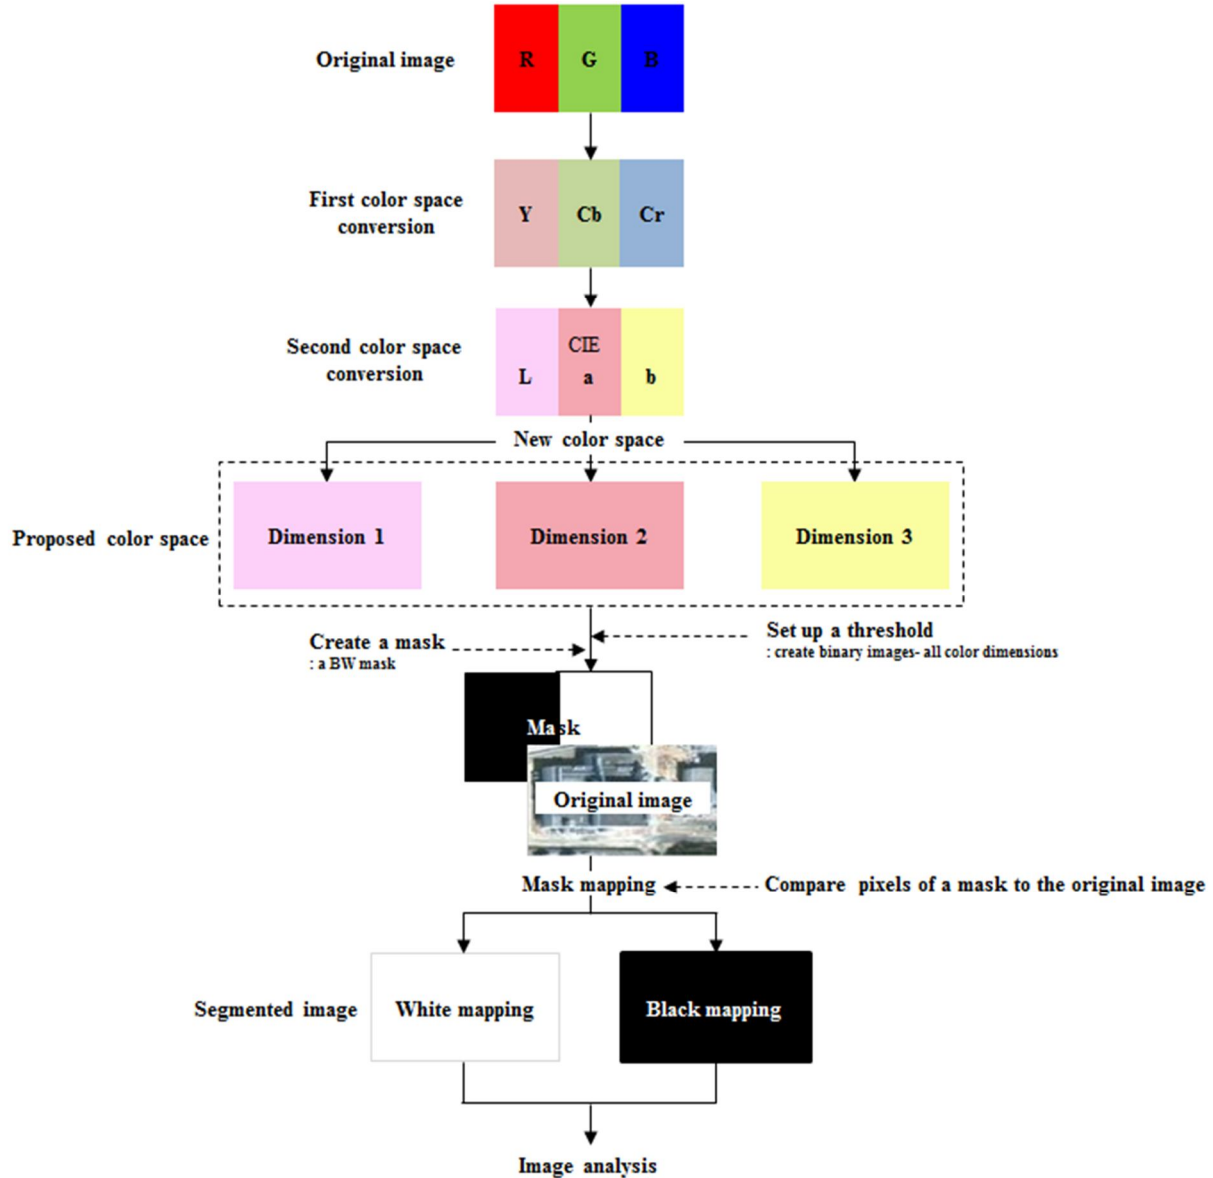 Original image
R G B
First color space
conversion
Y Cb Cr
Second color space
conversion
CIE
L a b
New color space
Proposed color space
Dimension 1 Dimension 2 Dimension 3
Create a mask
: a BW mask
Set up a threshold
: create binary images- all color dimensions
Mask
Original image
Mask mapping
Compare pixels of a mask to the original image
Segmented image
White mapping
Black mapping
Image analysis